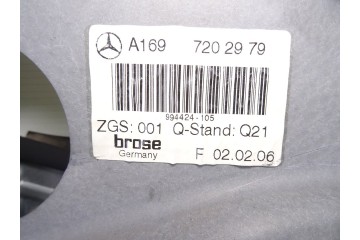 A169 720 29 79
994424-105
ZGS: 001 Q-Stand: Q21
brose
Germany F 02.02.06